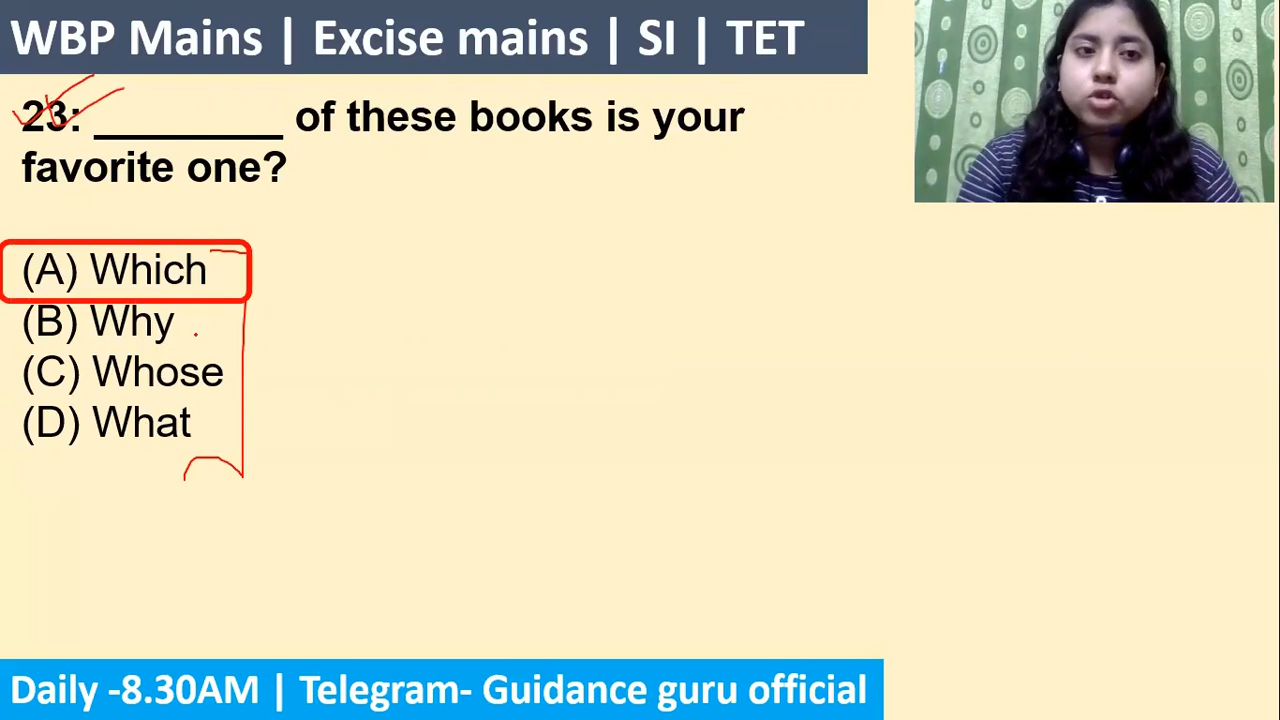 WBP Mains | Excise mains | SI | TET
23: ________ of these books is your
favorite one?
(A) Which
(B) Why
(C) Whose
(D) What
Daily -8.30AM | Telegram- Guidance guru official